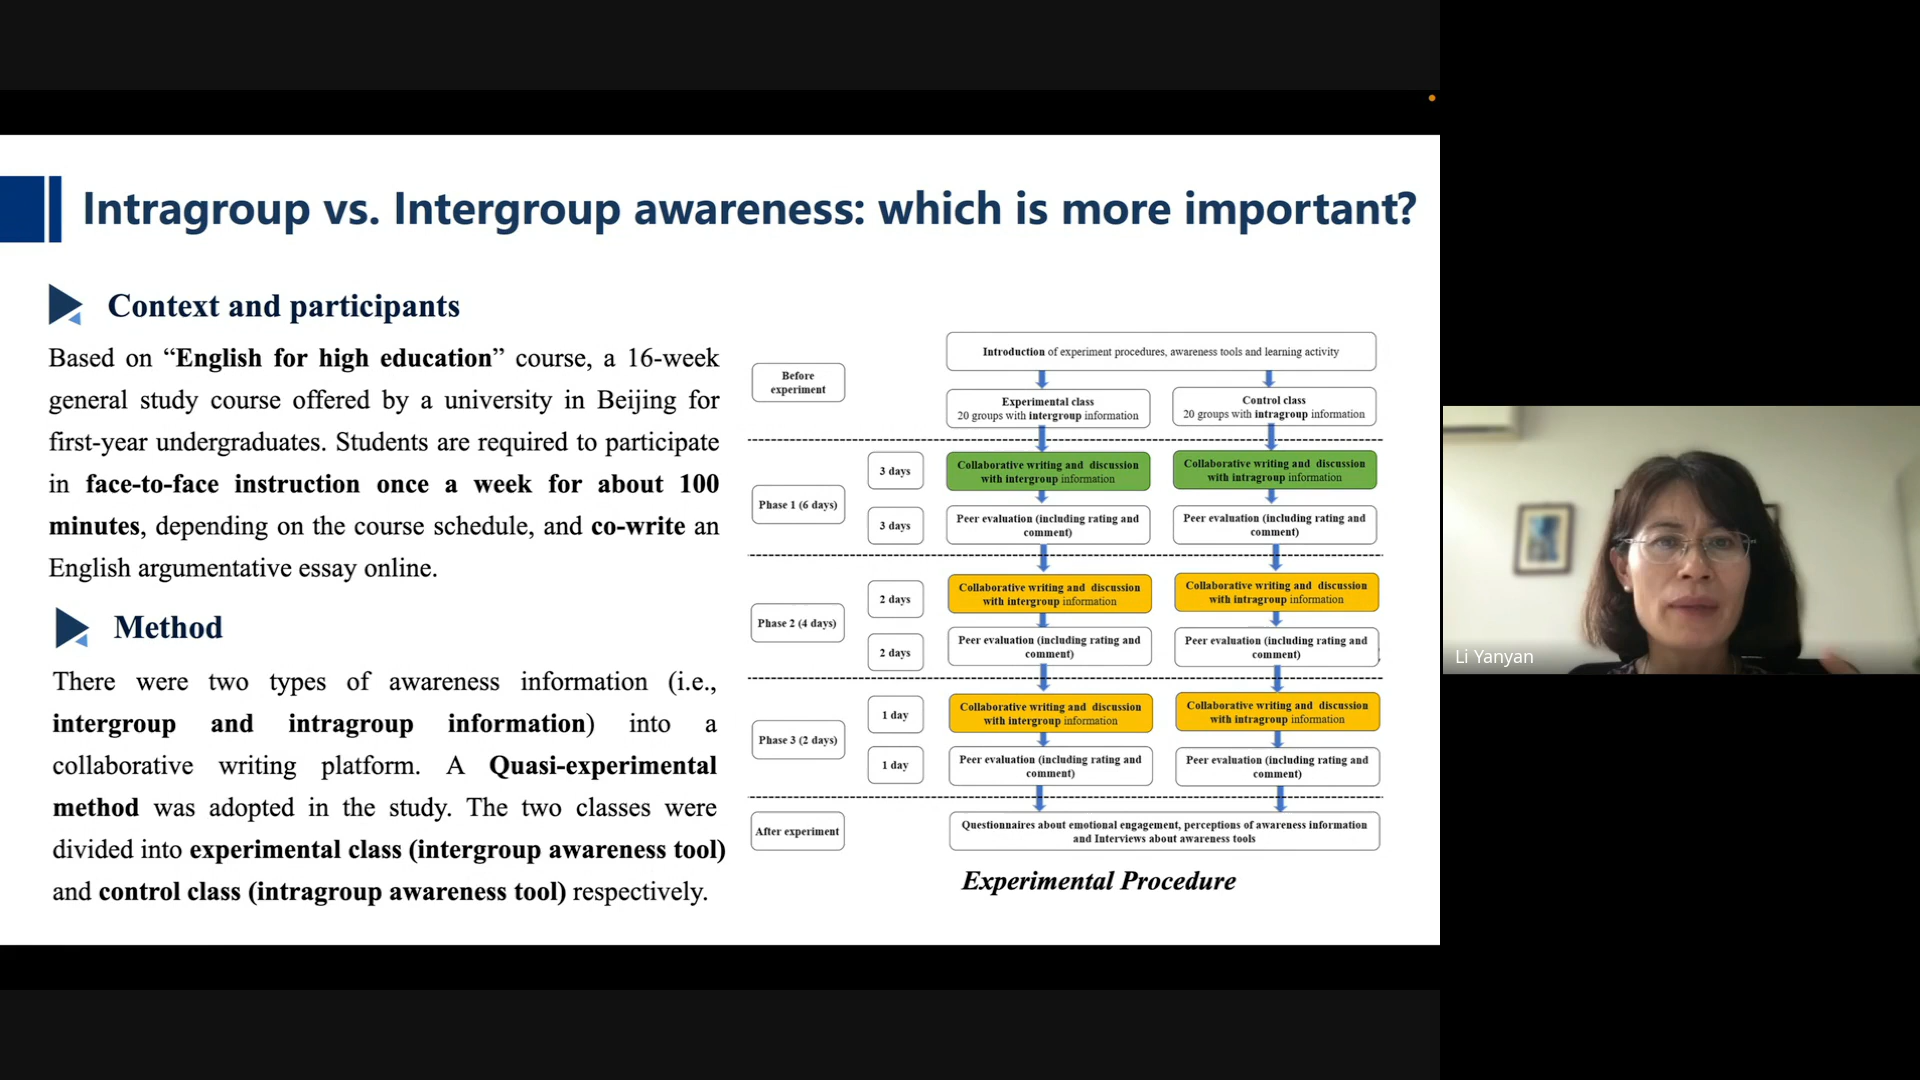 Intragroup vs. Intergroup awareness: which is more important?
Context and participants
Based on “English for high education” course, a 16-week
general study course offered by a university in Beijing for
first-year undergraduates. Students are required to participate
in face-to-face instruction once a week for about 100
minutes, depending on the course schedule, and co-write an
English argumentative essay online.
Method
There were two types of awareness information (i.e.,
intergroup and intragroup information) into a
collaborative writing platform. A Quasi-experimental
method was adopted in the study. The two classes were
divided into experimental class (intergroup awareness tool)
and control class (intragroup awareness tool) respectively.
Before
experiment
Introduction of experiment procedures, awareness tools and learning activity
Experimental class
20 groups with intergroup information
Control class
20 groups with intragroup information
Phase 1 (6 days)
3 days
Collaborative writing and discussion
with intergroup information
Collaborative writing and discussion
with intragroup information
3 days
Peer evaluation (including rating and
comment)
Peer evaluation (including rating and
comment)
Phase 2 (4 days)
2 days
Collaborative writing and discussion
with intergroup information
Collaborative writing and discussion
with intragroup information
2 days
Peer evaluation (including rating and
comment)
Peer evaluation (including rating and
comment)
Phase 3 (2 days)
1 day
Collaborative writing and discussion
with intergroup information
Collaborative writing and discussion
with intragroup information
1 day
Peer evaluation (including rating and
comment)
Peer evaluation (including rating and
comment)
After experiment
Questionnaires about emotional engagement, perceptions of awareness information
and Interviews about awareness tools
Experimental Procedure
Li Yanyan